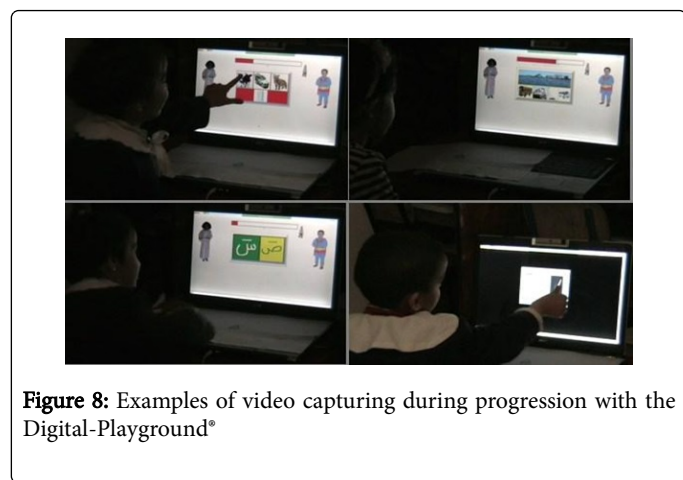 سّ صّ
Figure 8: Examples of video capturing during progression with the
Digital-Playground®